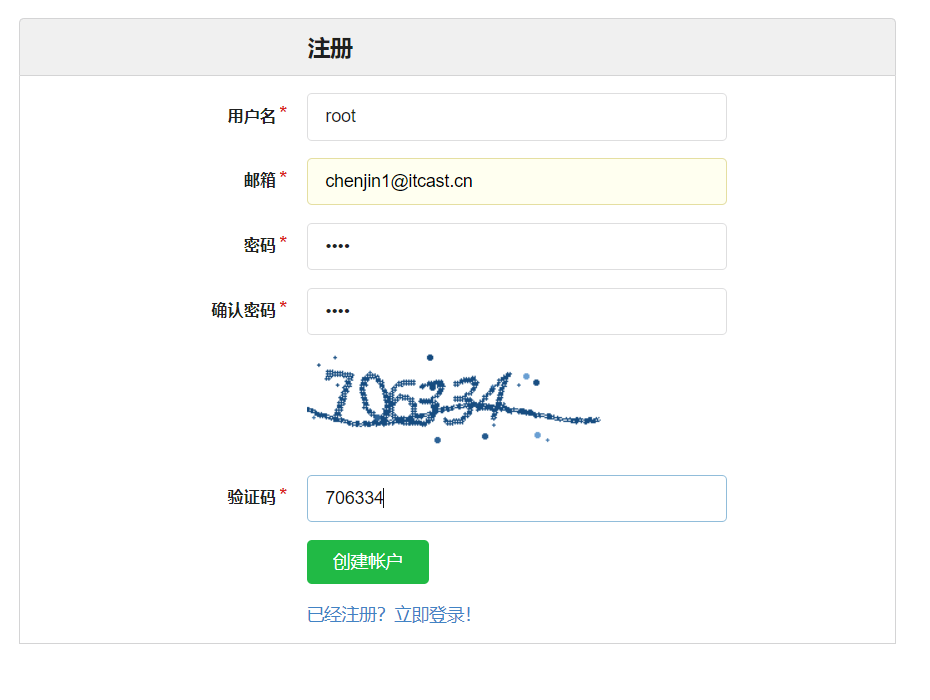 注册
用户名*
root
邮箱*
chenjin1@itcast.cn
密码*
••••
确认密码*
••••
验证码*
706334
创建帐户
已经注册？立即登录！